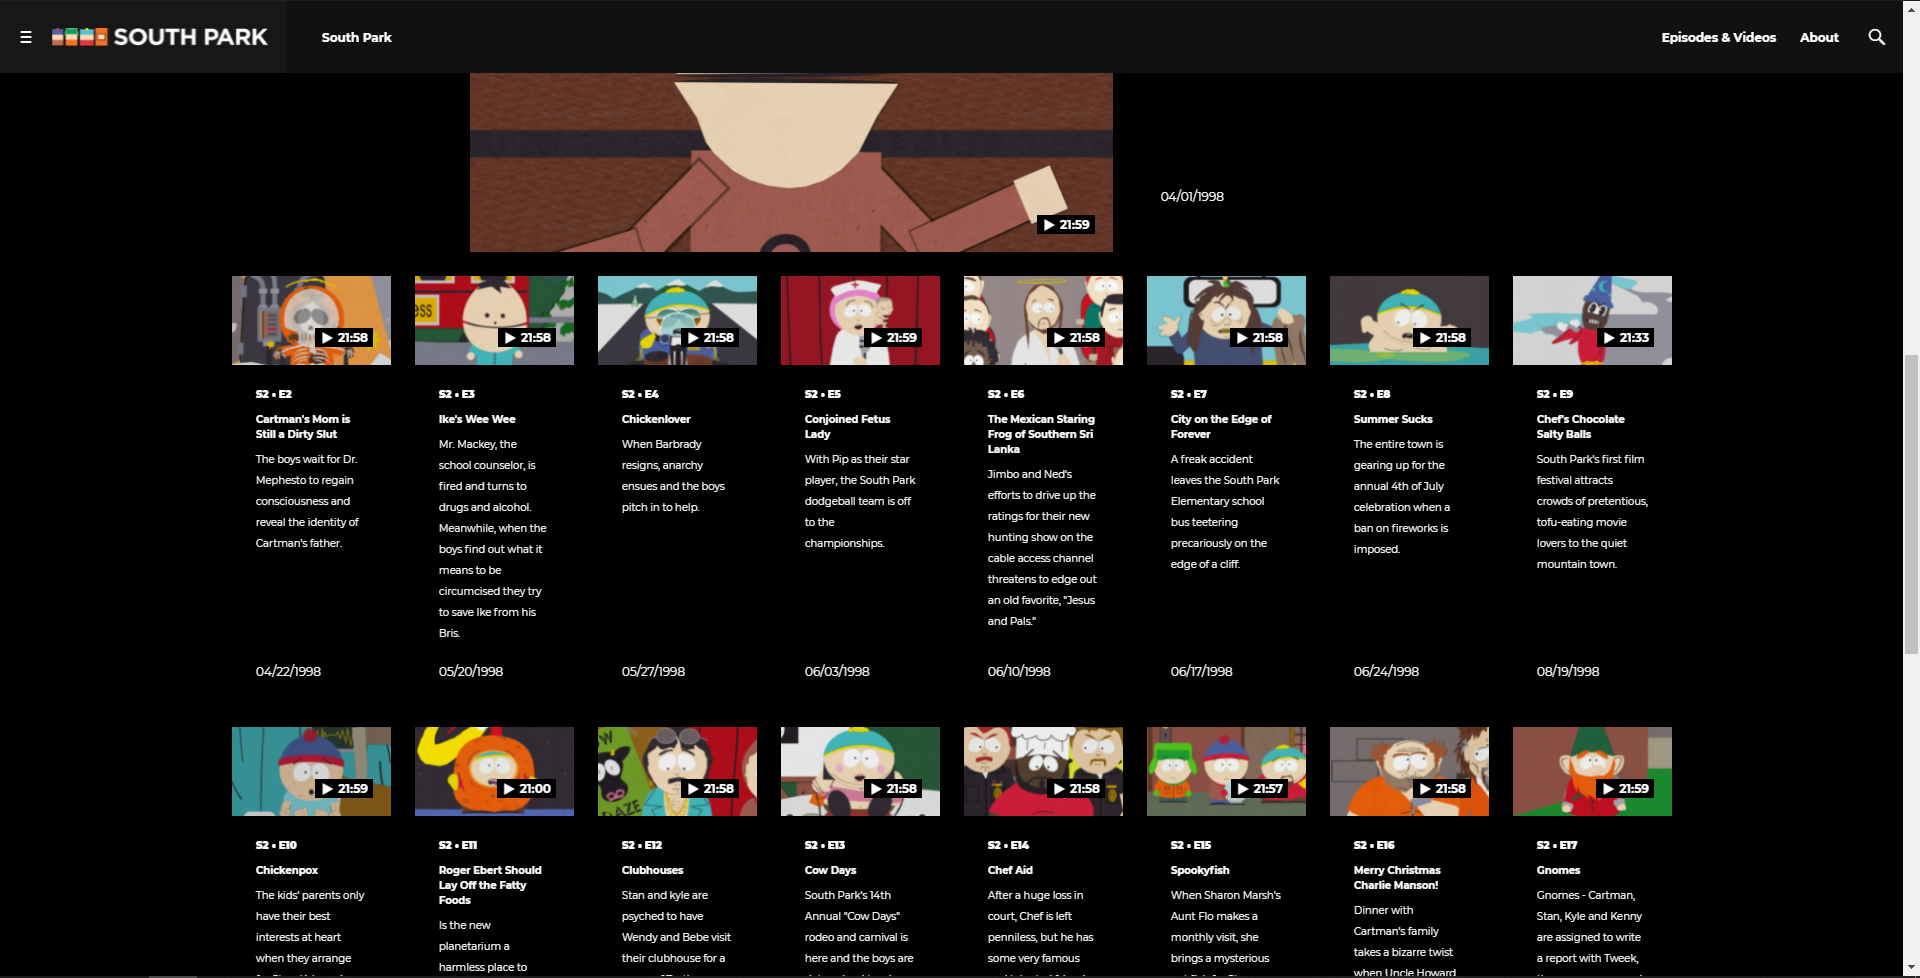 SOUTH PARK
South Park
Episodes & Videos
About
21:59
04/01/1998
ess
21:58
21:58
21:58
21:59
21:58
21:58
21:58
21:33
S2 • E2
Cartman's Mom is
Still a Dirty Slut
The boys wait for Dr.
Mephesto to regain
consciousness and
reveal the identity of
Cartman's father.
04/22/1998
S2 • E3
Ike's Wee Wee
Mr. Mackey, the
school counselor, is
fired and turns to
drugs and alcohol.
Meanwhile, when the
boys find out what it
means to be
circumcised they try
to save Ike from his
Bris.
05/20/1998
S2 • E4
Chickenlover
When Barbrady
resigns, anarchy
ensues and the boys
pitch in to help.
05/27/1998
S2 • E5
Conjoined Fetus
Lady
With Pip as their star
player, the South Park
dodgeball team is off
to the
championships.
06/03/1998
S2 • E6
The Mexican Staring
Frog of Southern Sri
Lanka
Jimbo and Ned's
efforts to drive up the
ratings for their new
hunting show on the
cable access channel
threatens to edge out
an old favorite, "Jesus
and Pals."
06/10/1998
S2 • E7
City on the Edge of
Forever
A freak accident
leaves the South Park
Elementary school
bus teetering
precariously on the
edge of a cliff.
06/17/1998
S2 • E8
Summer Sucks
The entire town is
gearing up for the
annual 4th of July
celebration when a
ban on fireworks is
imposed.
06/24/1998
S2 • E9
Chef's Chocolate
Salty Balls
South Park's first film
festival attracts
crowds of pretentious,
tofu-eating movie
lovers to the quiet
mountain town.
08/19/1998
21:59
21:00
21:58
21:58
21:58
21:57
21:58
21:59
S2 • E10
Chickenpox
The kids' parents only
have their best
interests at heart
when they arrange
S2 • E11
Roger Ebert Should
Lay Off the Fatty
Foods
Is the new
planetarium a
harmless place to
S2 • E12
Clubhouses
Stan and kyle are
psyched to have
Wendy and Bebe visit
their clubhouse for a
S2 • E13
Cow Days
South Park's 14th
Annual "Cow Days"
rodeo and carnival is
here and the boys are
S2 • E14
Chef Aid
After a huge loss in
court, Chef is left
penniless, but he has
some very famous
S2 • E15
Spookyfish
When Sharon Marsh's
Aunt Flo makes a
monthly visit, she
brings a mysterious
S2 • E16
Merry Christmas
Charlie Manson!
Dinner with
Cartman's family
takes a bizarre twist
when Uncle Howard
S2 • E17
Gnomes
Gnomes - Cartman,
Stan, Kyle and Kenny
are assigned to write
a report with Tweek,